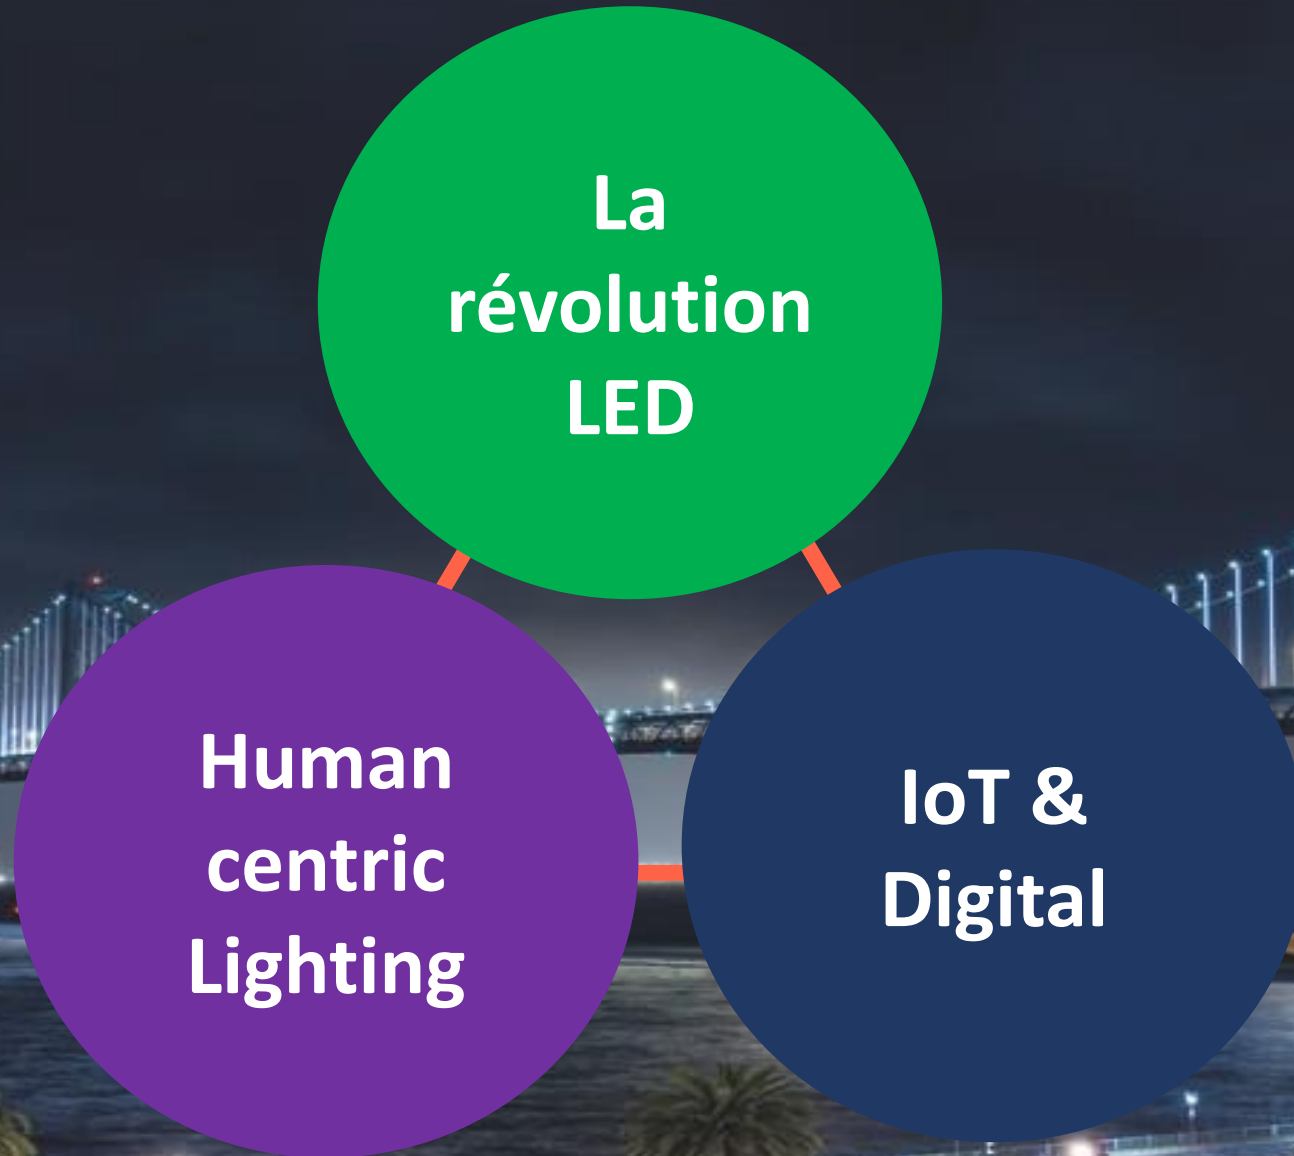 La
révolution
LED
Human
centric
Lighting
IoT &
Digital